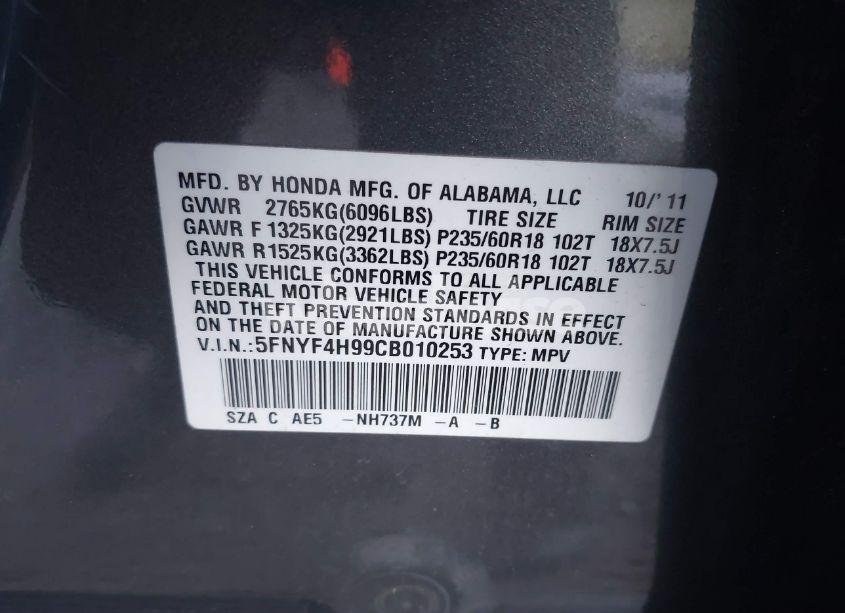 MFD. BY HONDA MFG. OF ALABAMA, LLC 10/' 11
GVWR 2765KG(6096LBS) TIRE SIZE RIM SIZE
GAWR F 1325KG(2921LBS) P235/60R18 102T 18X7.5J
GAWR R1525KG(3362LBS) P235/60R18 102T 18X7.5J
THIS VEHICLE CONFORMS TO ALL APPLICABLE
FEDERAL MOTOR VEHICLE SAFETY
AND THEFT PREVENTION STANDARDS IN EFFECT
ON THE DATE OF MANUFACTURE SHOWN ABOVE.
V.I.N.:5FNYF4H99CB010253 TYPE: MPV
SZA C AE5 –NH737M –A –B